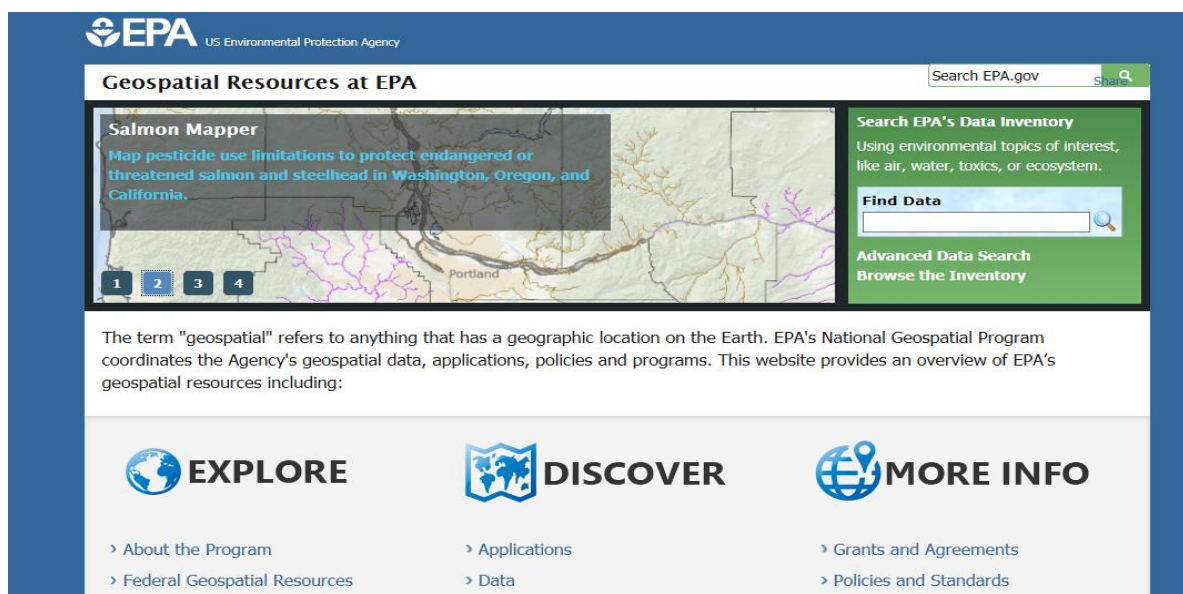 EPA US Environmental Protection Agency
Geospatial Resources at EPA
Search EPA.gov
Share
Salmon Mapper
Map pesticide use limitations to protect endangered or
threatened salmon and steelhead in Washington, Oregon, and
California.
Portland
1 2 3 4
Search EPA's Data Inventory
Using environmental topics of interest,
like air, water, toxics, or ecosystem.
Find Data
Advanced Data Search
Browse the Inventory
The term "geospatial" refers to anything that has a geographic location on the Earth. EPA's National Geospatial Program
coordinates the Agency's geospatial data, applications, policies and programs. This website provides an overview of EPA's
geospatial resources including:
EXPLORE
› About the Program
› Federal Geospatial Resources
DISCOVER
› Applications
› Data
MORE INFO
› Grants and Agreements
› Policies and Standards